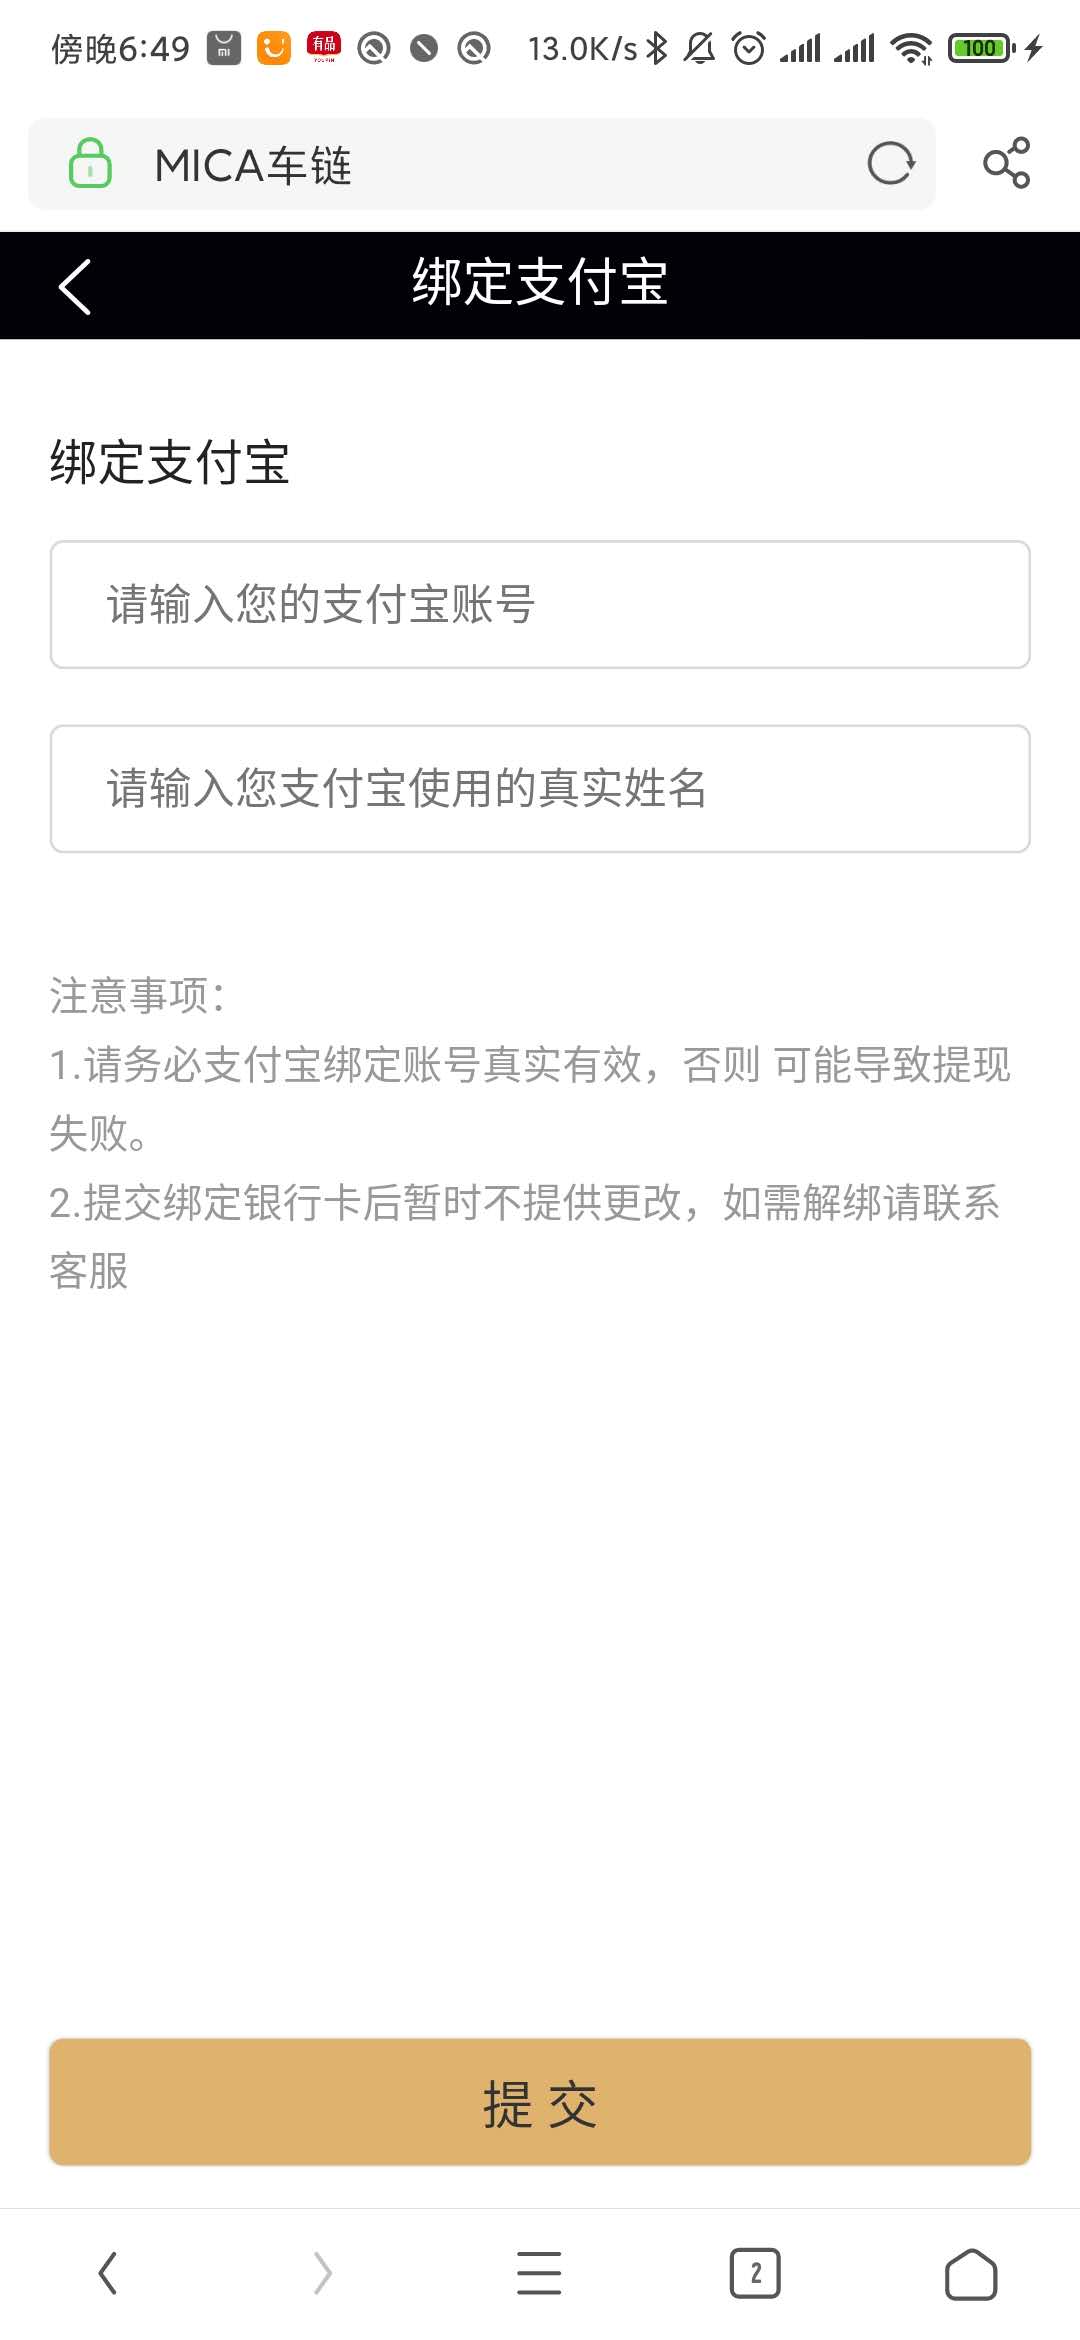 傍晚6:49 mi 有品 YOUPIN 13.0K/s 100
MICA车链
绑定支付宝
绑定支付宝
请输入您的支付宝账号
请输入您支付宝使用的真实姓名
注意事项:
1.请务必支付宝绑定账号真实有效，否则 可能导致提现
失败。
2.提交绑定银行卡后暂时不提供更改，如需解绑请联系
客服
提 交
2